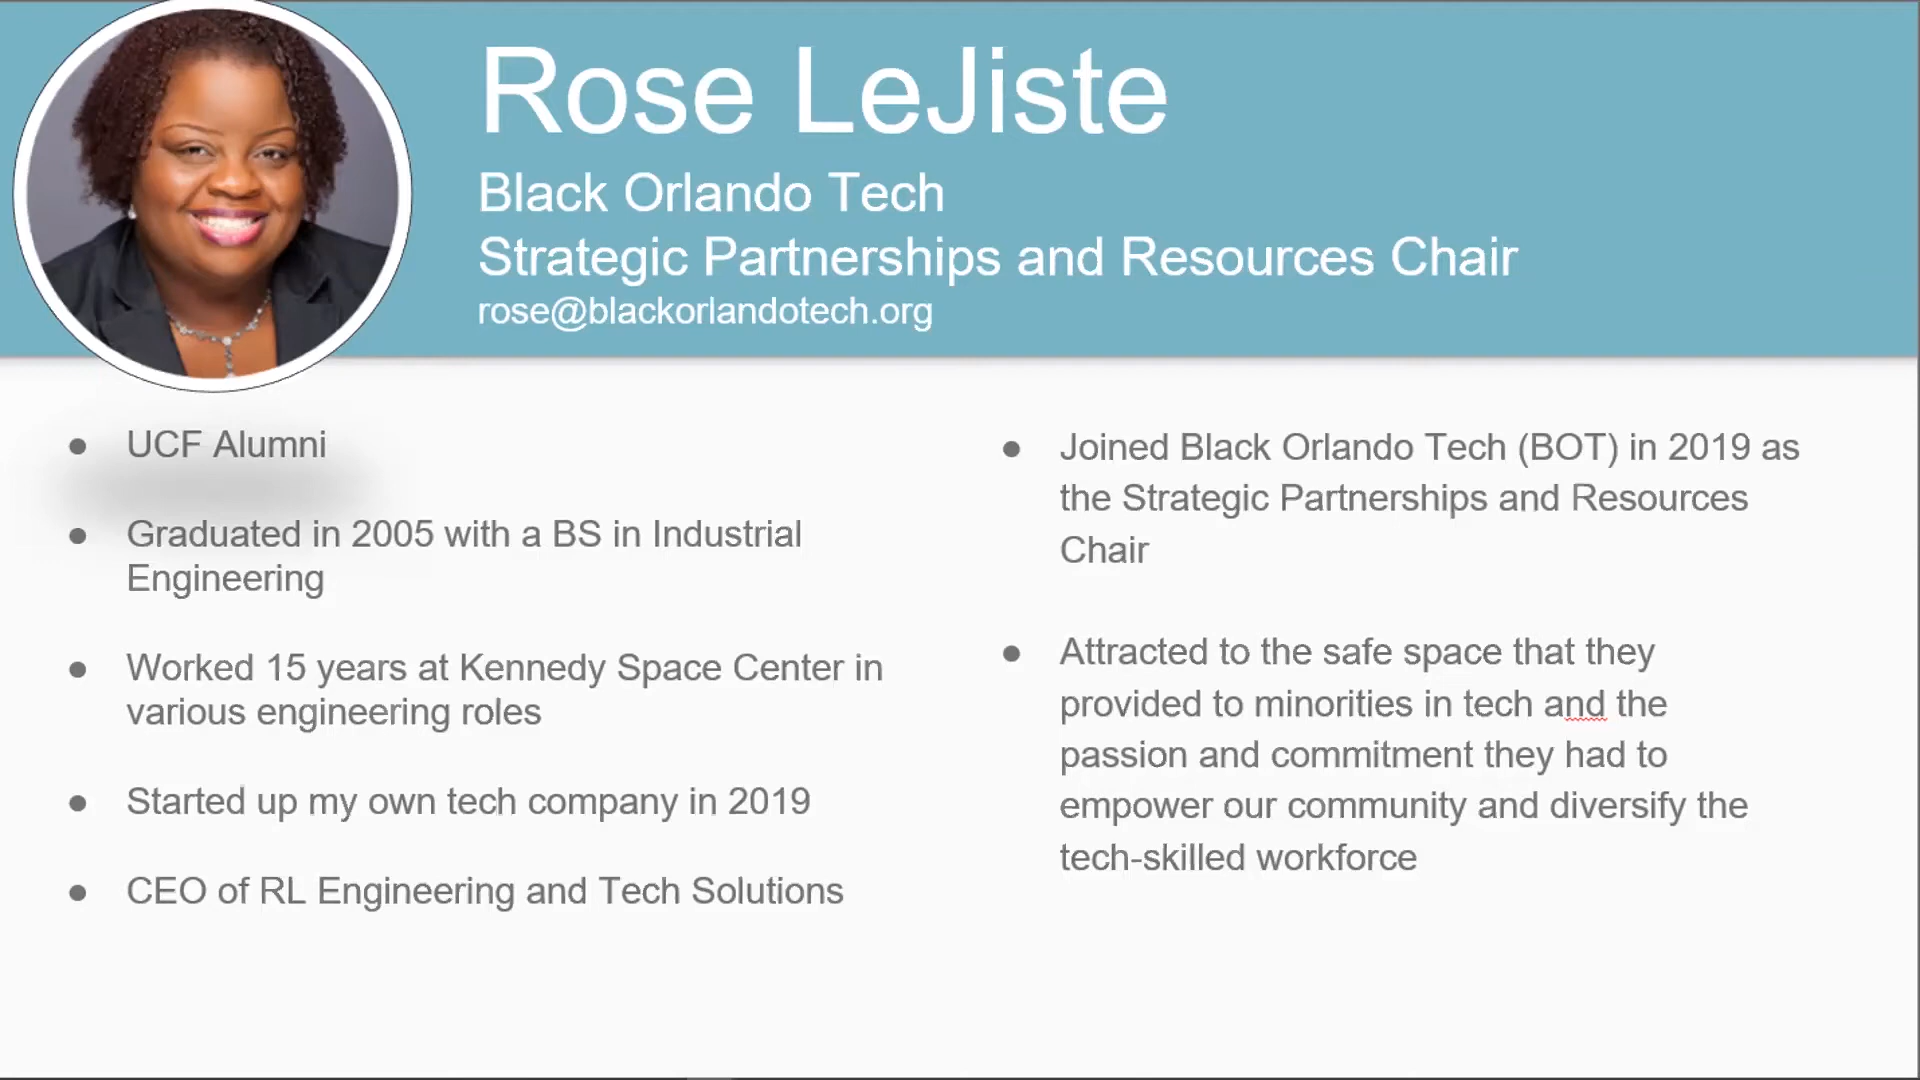 Rose LeJiste
Black Orlando Tech
Strategic Partnerships and Resources Chair
rose@blackorlandotech.org
● UCF Alumni
● Graduated in 2005 with a BS in Industrial
Engineering
● Worked 15 years at Kennedy Space Center in
various engineering roles
● Started up my own tech company in 2019
● CEO of RL Engineering and Tech Solutions
● Joined Black Orlando Tech (BOT) in 2019 as
the Strategic Partnerships and Resources
Chair
● Attracted to the safe space that they
provided to minorities in tech and the
passion and commitment they had to
empower our community and diversify the
tech-skilled workforce